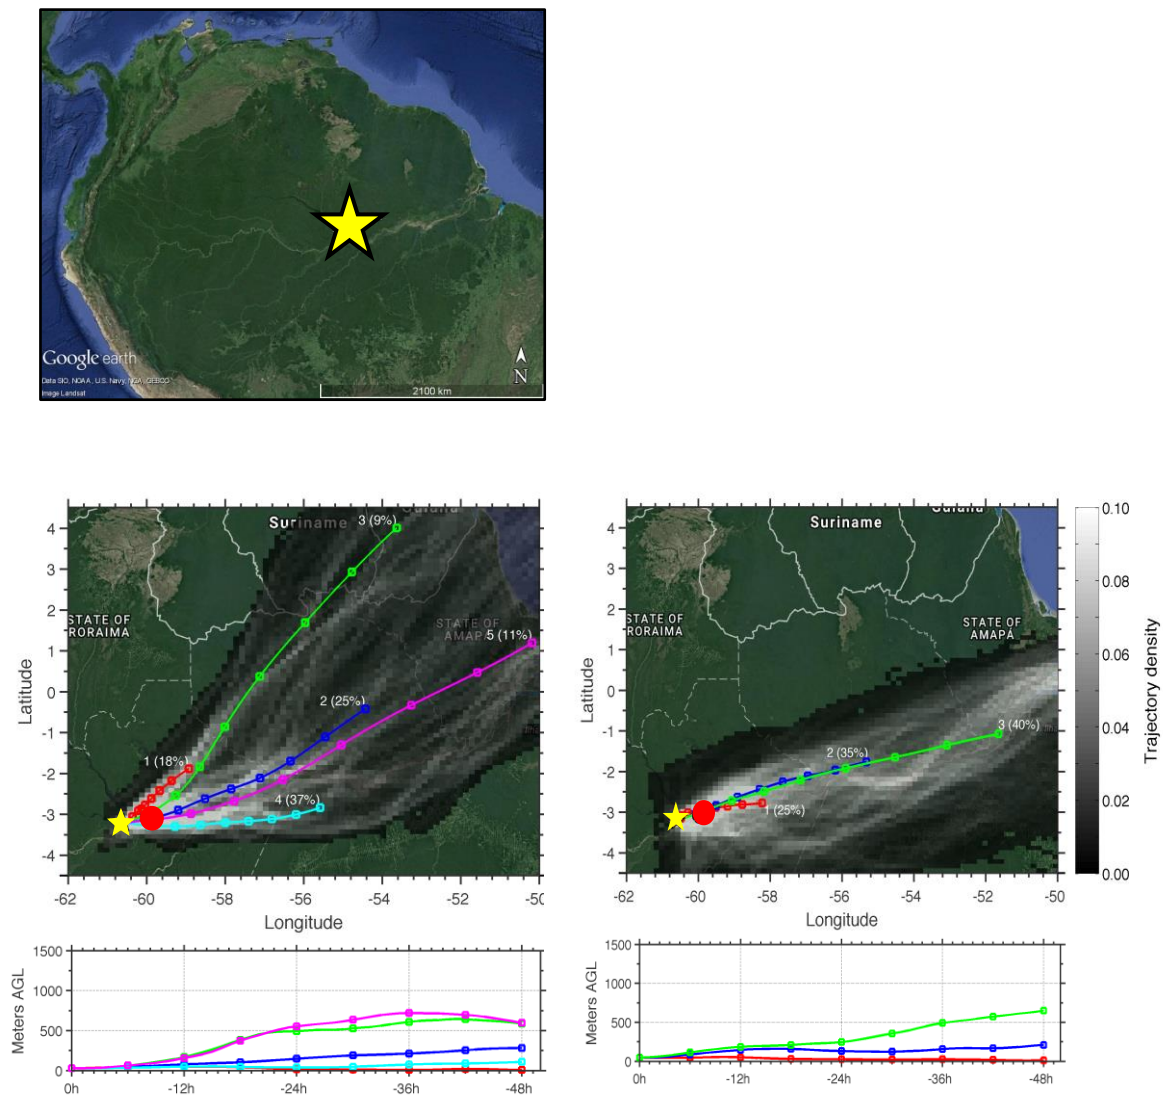 Google earth
Data SIO, NOAA, U.S. Navy, NGA, GEBCO
Image Landsat
N
2100 km
4
3
2
1
0
-1
-2
-3
-4
Latitude
-62
-60
-58
-56
-54
-52
-50
Longitude
Suriname
Guiana
STATE OF
RORAIMA
STATE OF
AMAPÁ
3 (9%)
5 (11%)
2 (25%)
1 (18%)
4 (37%)
4
3
2
1
0
-1
-2
-3
-4
Latitude
-62
-60
-58
-56
-54
-52
-50
Longitude
Suriname
Guiana
STATE OF
RORAIMA
STATE OF
AMAPÁ
3 (40%)
2 (35%)
1 (25%)
0.10
0.08
0.06
0.04
0.02
0.00
Trajectory density
1500
1000
500
0
Meters AGL
0h
-12h
-24h
-36h
-48h
1500
1000
500
0
Meters AGL
0h
-12h
-24h
-36h
-48h